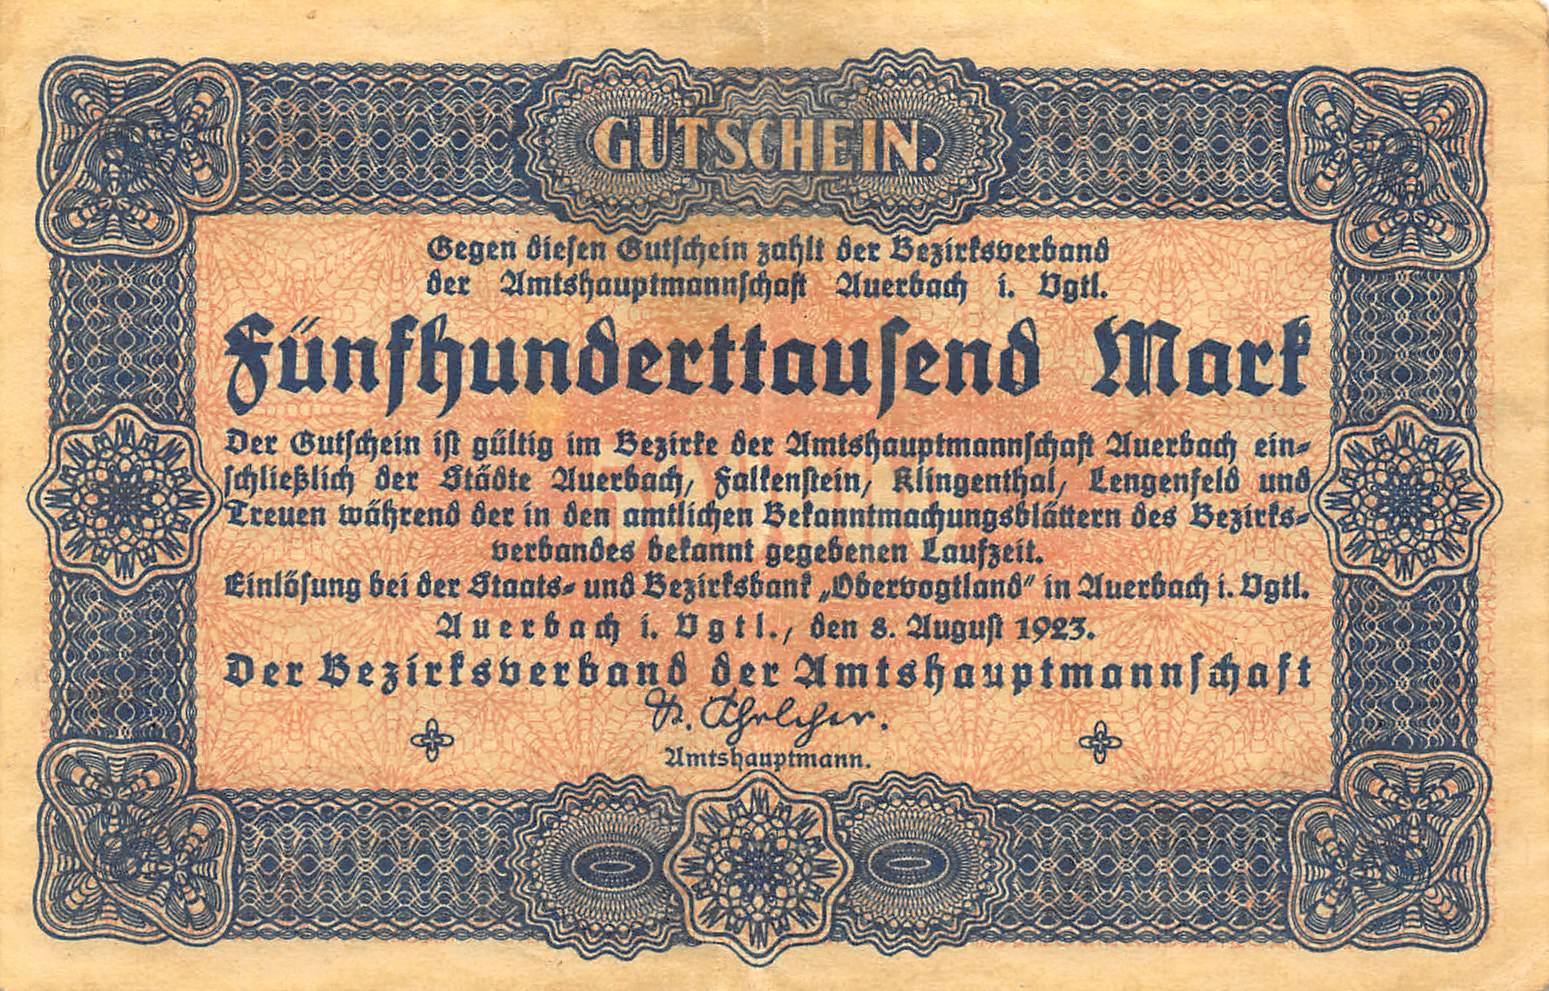 GUTSCHEIN.
Gegen diesen Gutschein zahlt der Bezirksverband
der Amtshauptmannschaft Auerbach i. Vgtl.
Fünfhunderttausend Mark
Der Gutschein ist gültig im Bezirke der Amtshauptmannschaft Auerbach ein-
schließlich der Städte Auerbach, Falkenstein, Klingenthal, Lengenfeld und
Treuen während der in den amtlichen Bekanntmachungsblättern des Bezirks-
verbandes bekannt gegebenen Laufzeit.
Einlösung bei der Staats- und Bezirksbank „Obervogtland" in Auerbach i. Vgtl.
Auerbach i. Vgtl., den 8. August 1923.
Der Bezirksverband der Amtshauptmannschaft
Amtshauptmann.